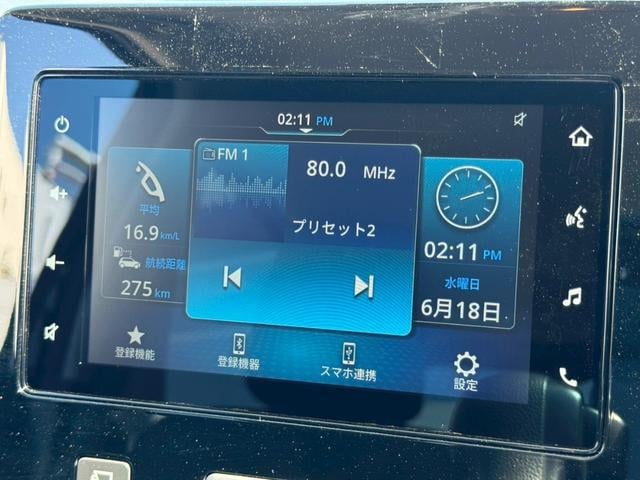 02:11 PM
FM 1
80.0 MHz
プリセット2
平均
16.9 km/L
航続距離
275 km
02:11 PM
水曜日
6月18日
登録機能
登録機器
スマホ連携
設定